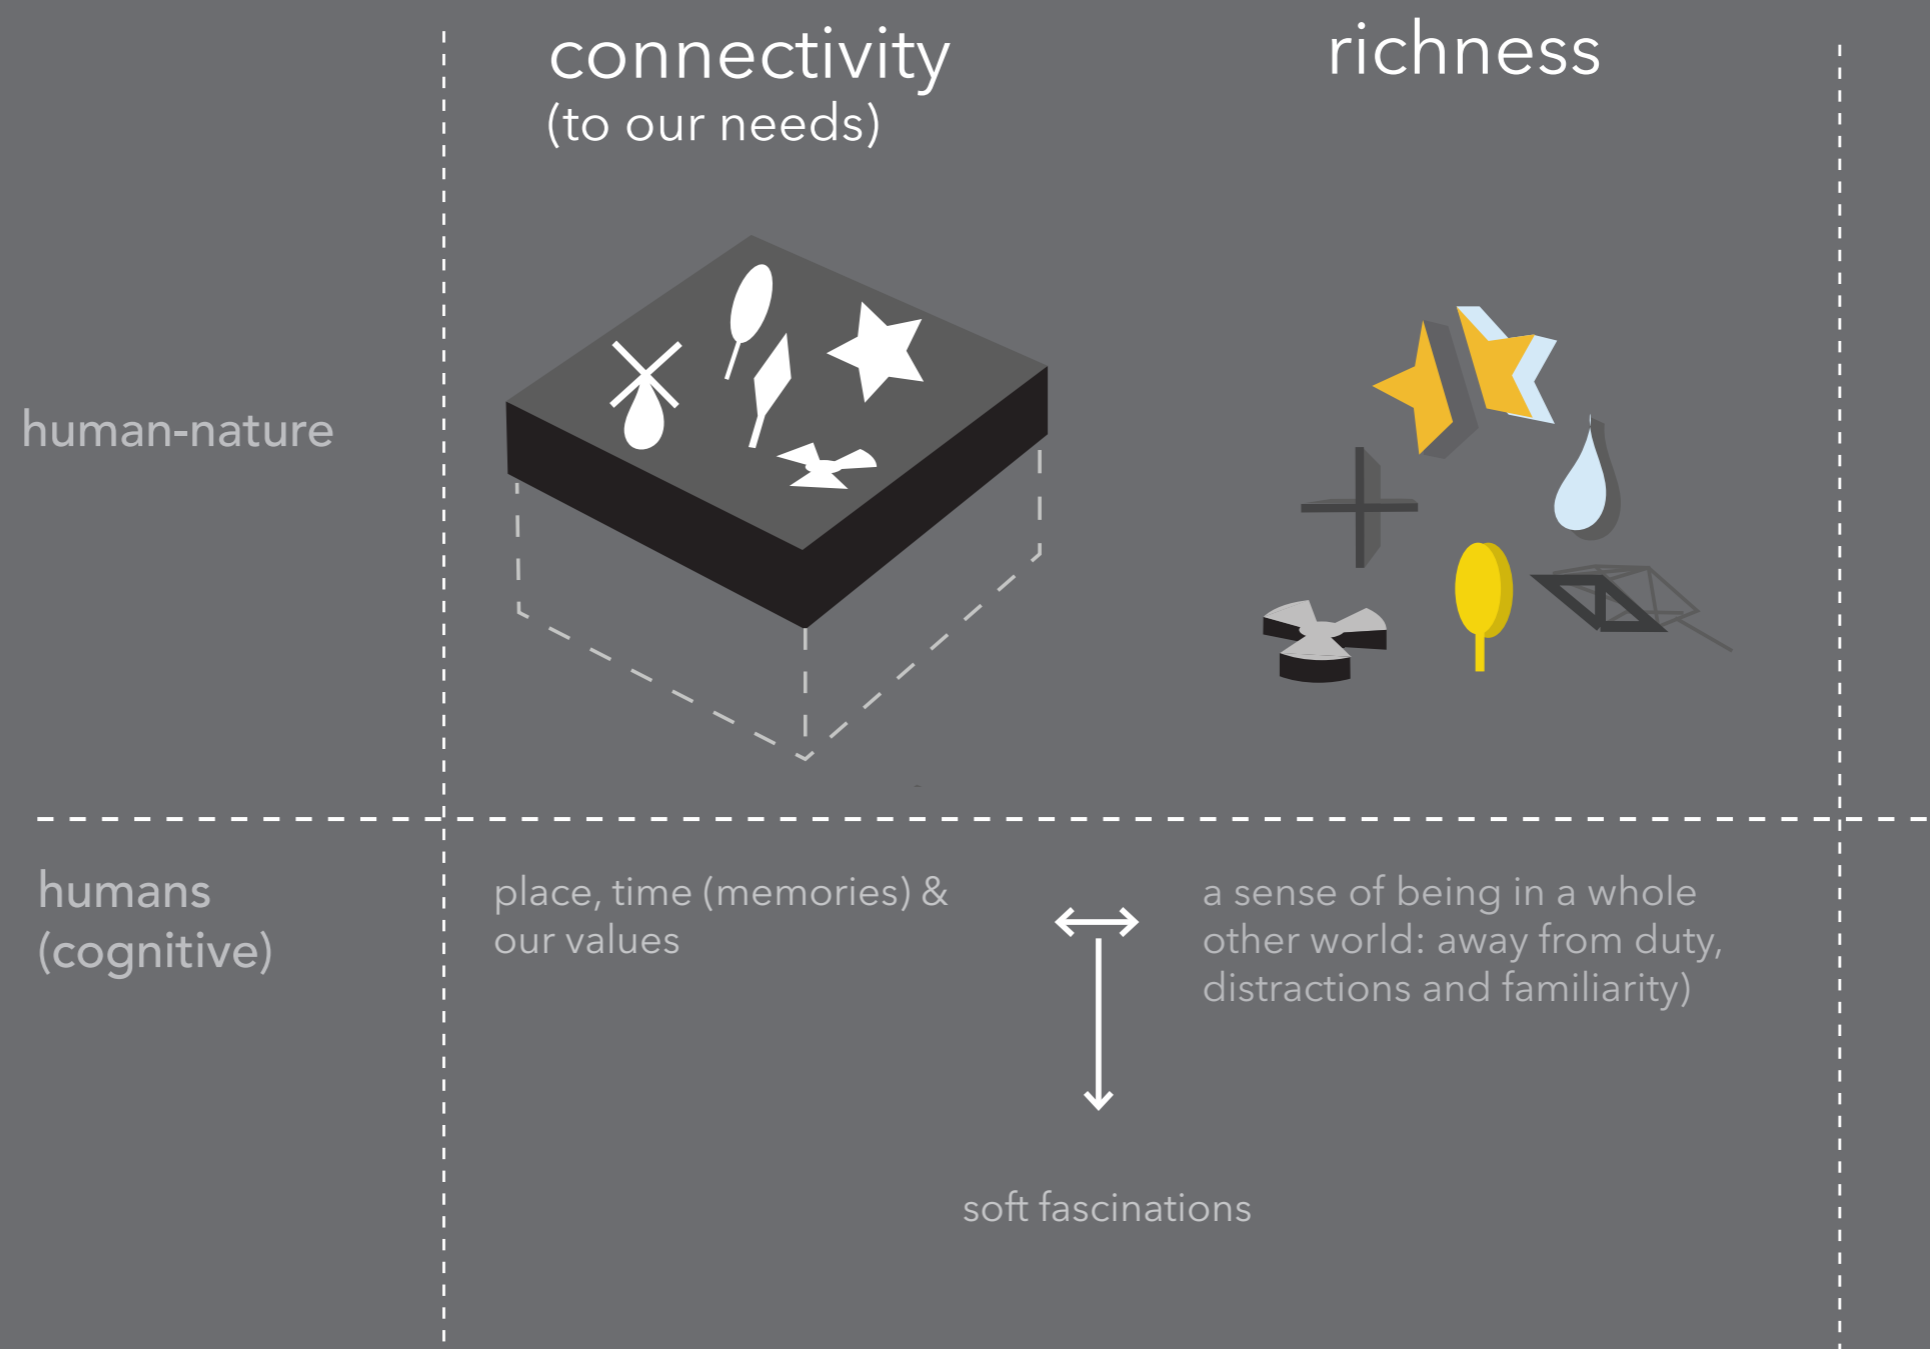 connectivity
(to our needs)
richness
human-nature
humans
(cognitive)
place, time (memories) &
our values
a sense of being in a whole
other world: away from duty,
distractions and familiarity)
soft fascinations